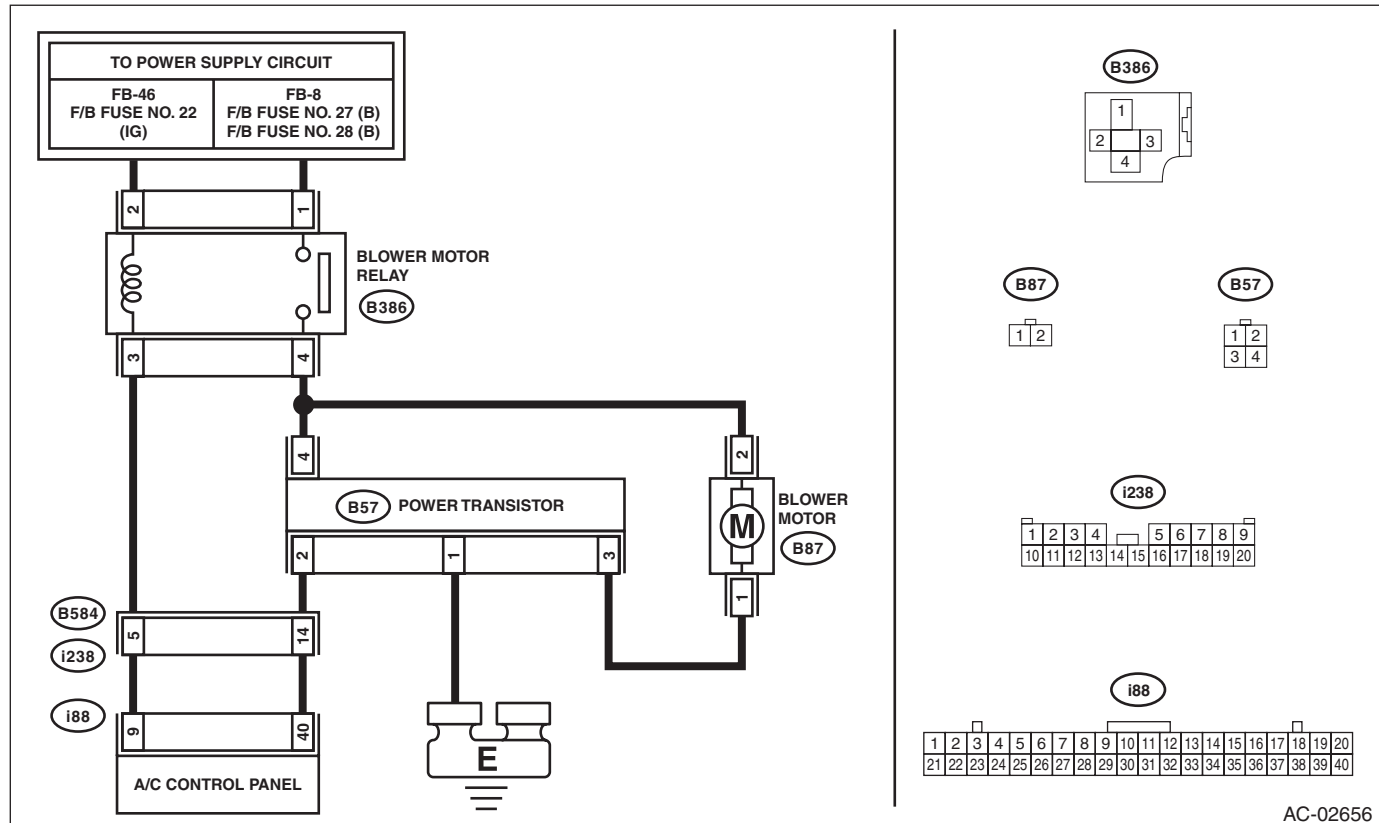 TO POWER SUPPLY CIRCUIT
FB-46
F/B FUSE NO. 22
(IG)
FB-8
F/B FUSE NO. 27 (B)
F/B FUSE NO. 28 (B)
2
1
BLOWER MOTOR
RELAY
B386
3
4
4
B57 POWER TRANSISTOR
2
1
3
2
M
BLOWER
MOTOR
B87
1
B584
5
14
i238
i88
9
40
A/C CONTROL PANEL
E
B386
1
2 3
4
B87
1 2
B57
1 2
3 4
i238
1 2 3 4 5 6 7 8 9
10 11 12 13 14 15 16 17 18 19 20
i88
1 2 3 4 5 6 7 8 9 10 11 12 13 14 15 16 17 18 19 20
21 22 23 24 25 26 27 28 29 30 31 32 33 34 35 36 37 38 39 40
AC-02656